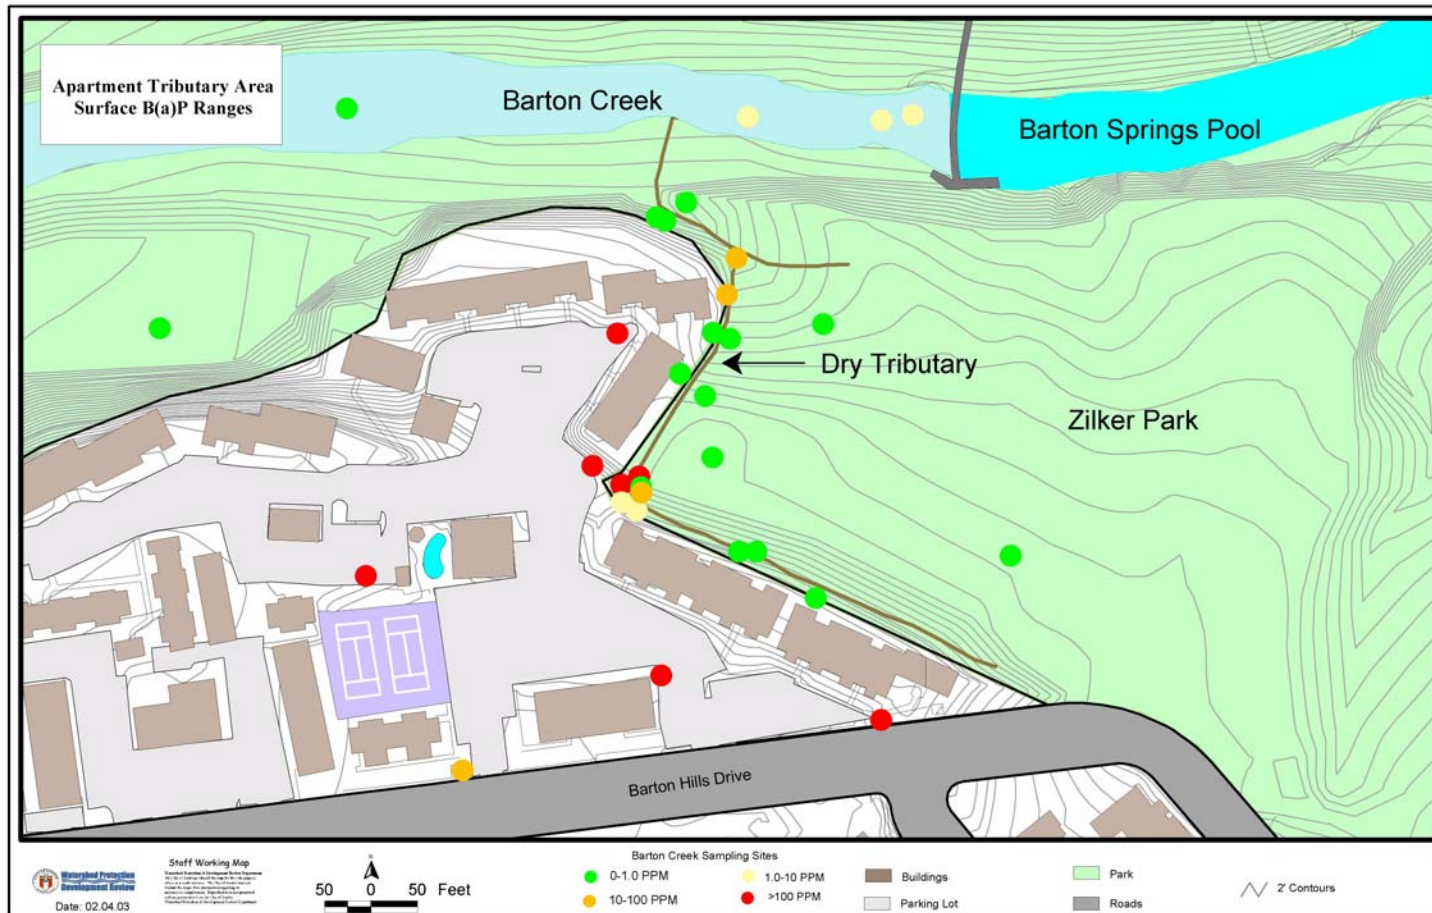 Apartment Tributary Area
Surface B(a)P Ranges
Barton Creek
Barton Springs Pool
Dry Tributary
Zilker Park
Barton Hills Drive
Watershed Protection
Development Review
Date: 02.04.03
Staff Working Map
N
50 0 50 Feet
Barton Creek Sampling Sites
0-1.0 PPM
1.0-10 PPM
10-100 PPM
>100 PPM
Buildings
Parking Lot
Park
Roads
2' Contours